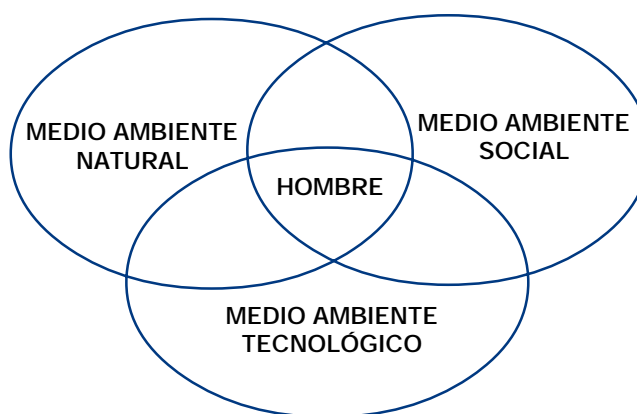 MEDIO AMBIENTE
NATURAL
MEDIO AMBIENTE
SOCIAL
HOMBRE
MEDIO AMBIENTE
TECNOLÓGICO